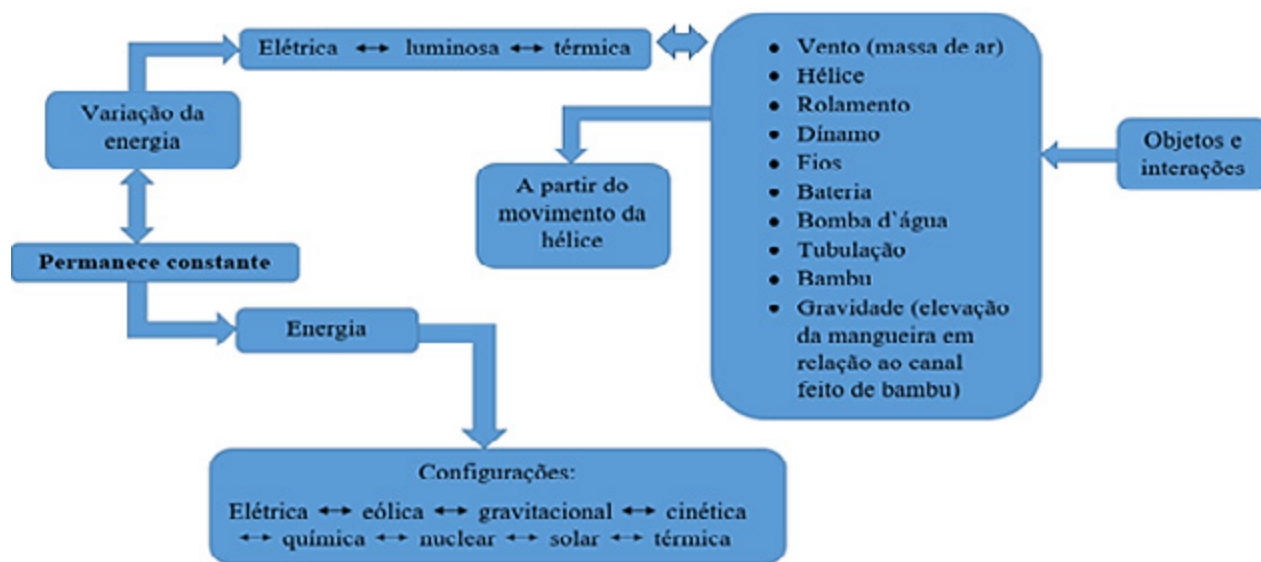 Elétrica ↔ luminosa ↔ térmica
Variação da
energia
Permanece constante
Energia
Configurações:
Elétrica ↔ eólica ↔ gravitacional ↔ cinética
↔ química ↔ nuclear ↔ solar ↔ térmica
A partir do
movimento da
hélice
• Vento (massa de ar)
• Hélice
• Rolamento
• Dínamo
• Fios
• Bateria
• Bomba d`água
• Tubulação
• Bambu
• Gravidade (elevação
da mangueira em
relação ao canal
feito de bambu)
Objetos e
interações